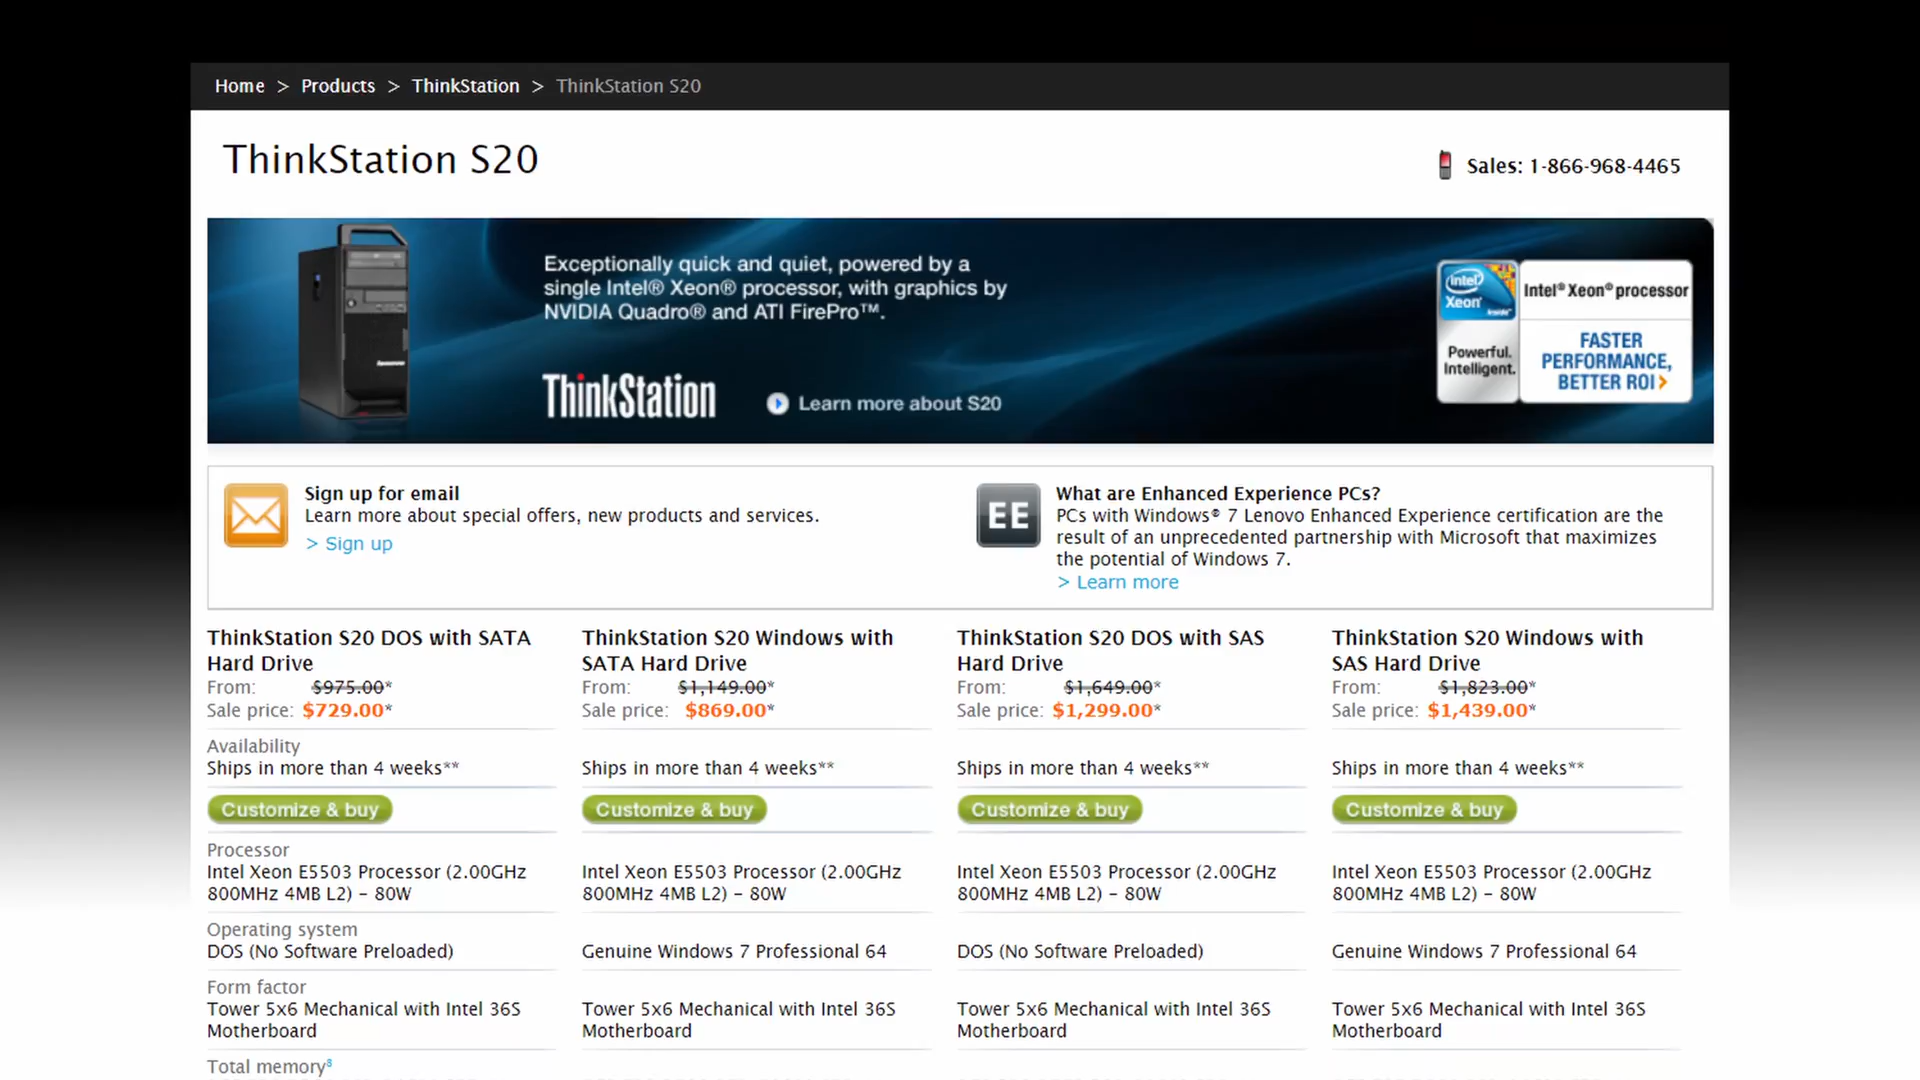 Home > Products > ThinkStation > ThinkStation S20
ThinkStation S20
Sales: 1-866-968-4465
Exceptionally quick and quiet, powered by a
single Intel® Xeon® processor, with graphics by
NVIDIA Quadro® and ATI FirePro™.
ThinkStation
Learn more about S20
intel
Xeon
inside™
Powerful.
Intelligent.
Intel® Xeon® processor
FASTER
PERFORMANCE,
BETTER ROI
Sign up for email
Learn more about special offers, new products and services.
> Sign up
EE
What are Enhanced Experience PCs?
PCs with Windows® 7 Lenovo Enhanced Experience certification are the
result of an unprecedented partnership with Microsoft that maximizes
the potential of Windows 7.
> Learn more
ThinkStation S20 DOS with SATA
Hard Drive
From: $975.00*
Sale price: $729.00*
ThinkStation S20 Windows with
SATA Hard Drive
From: $1,149.00*
Sale price: $869.00*
ThinkStation S20 DOS with SAS
Hard Drive
From: $1,649.00*
Sale price: $1,299.00*
ThinkStation S20 Windows with
SAS Hard Drive
From: $1,823.00*
Sale price: $1,439.00*
Availability
Ships in more than 4 weeks** Ships in more than 4 weeks** Ships in more than 4 weeks** Ships in more than 4 weeks**
Customize & buy Customize & buy Customize & buy Customize & buy
Processor
Intel Xeon E5503 Processor (2.00GHz Intel Xeon E5503 Processor (2.00GHz Intel Xeon E5503 Processor (2.00GHz Intel Xeon E5503 Processor (2.00GHz
800MHz 4MB L2) - 80W 800MHz 4MB L2) - 80W 800MHz 4MB L2) - 80W 800MHz 4MB L2) - 80W
Operating system
DOS (No Software Preloaded) Genuine Windows 7 Professional 64 DOS (No Software Preloaded) Genuine Windows 7 Professional 64
Form factor
Tower 5x6 Mechanical with Intel 36S Tower 5x6 Mechanical with Intel 36S Tower 5x6 Mechanical with Intel 36S Tower 5x6 Mechanical with Intel 36S
Motherboard Motherboard Motherboard Motherboard
Total memory⁸